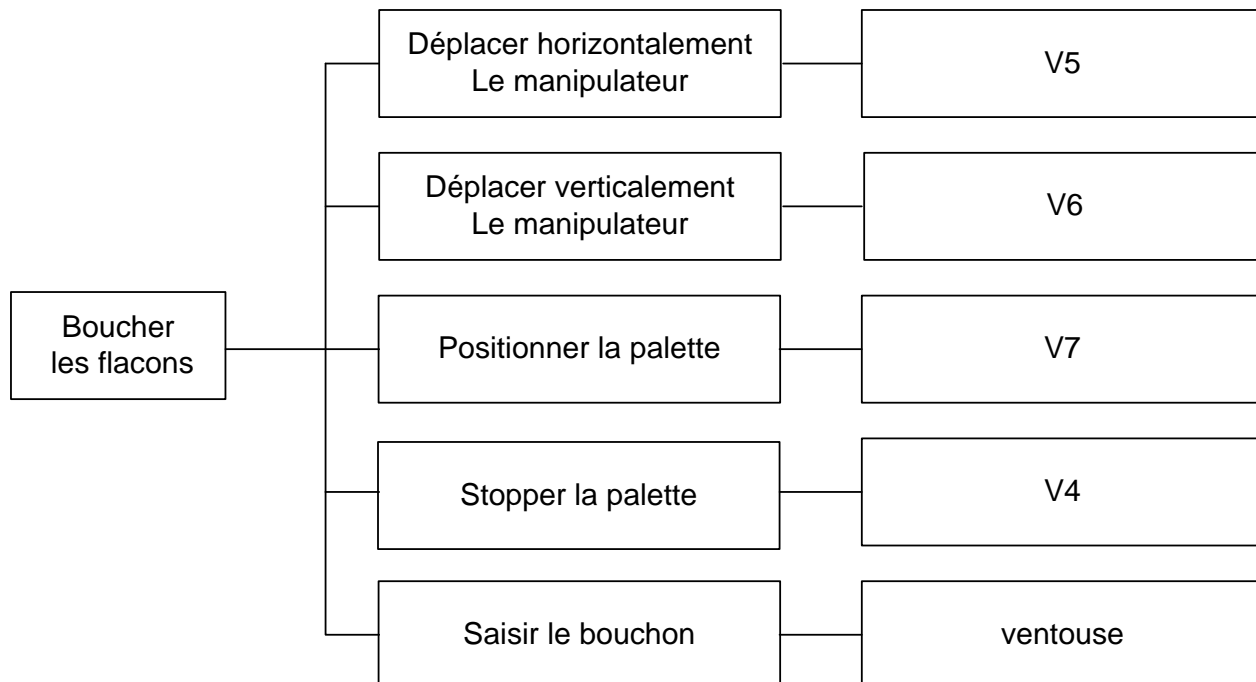 Déplacer horizontalement
Le manipulateur
V5
Déplacer verticalement
Le manipulateur
V6
Boucher
les flacons
Positionner la palette
V7
Stopper la palette
V4
Saisir le bouchon
ventouse